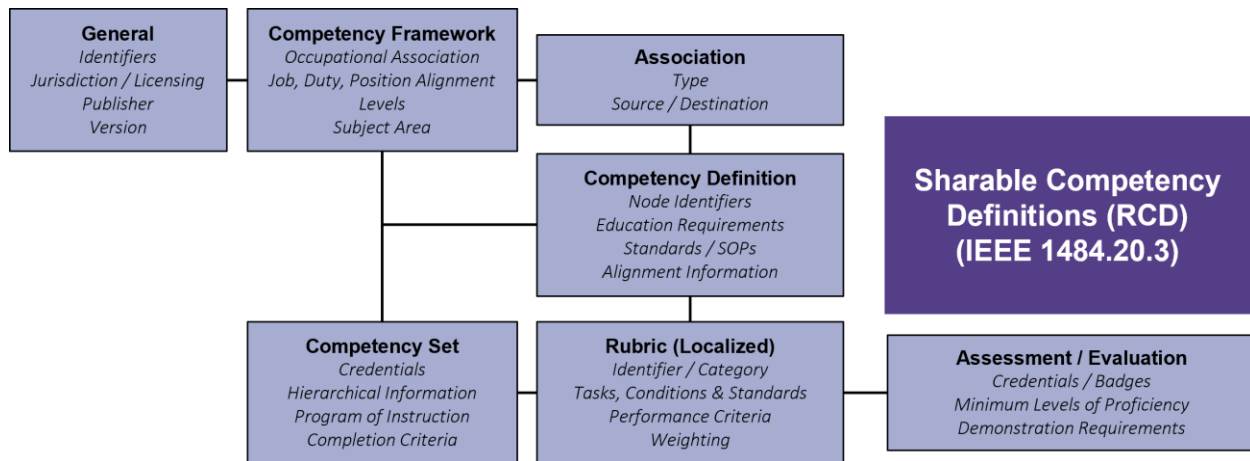 General
Identifiers
Jurisdiction / Licensing
Publisher
Version
Competency Framework
Occupational Association
Job, Duty, Position Alignment
Levels
Subject Area
Association
Type
Source / Destination
Competency Definition
Node Identifiers
Education Requirements
Standards / SOPs
Alignment Information
Sharable Competency
Definitions (RCD)
(IEEE 1484.20.3)
Competency Set
Credentials
Hierarchical Information
Program of Instruction
Completion Criteria
Rubric (Localized)
Identifier / Category
Tasks, Conditions & Standards
Performance Criteria
Weighting
Assessment / Evaluation
Credentials / Badges
Minimum Levels of Proficiency
Demonstration Requirements